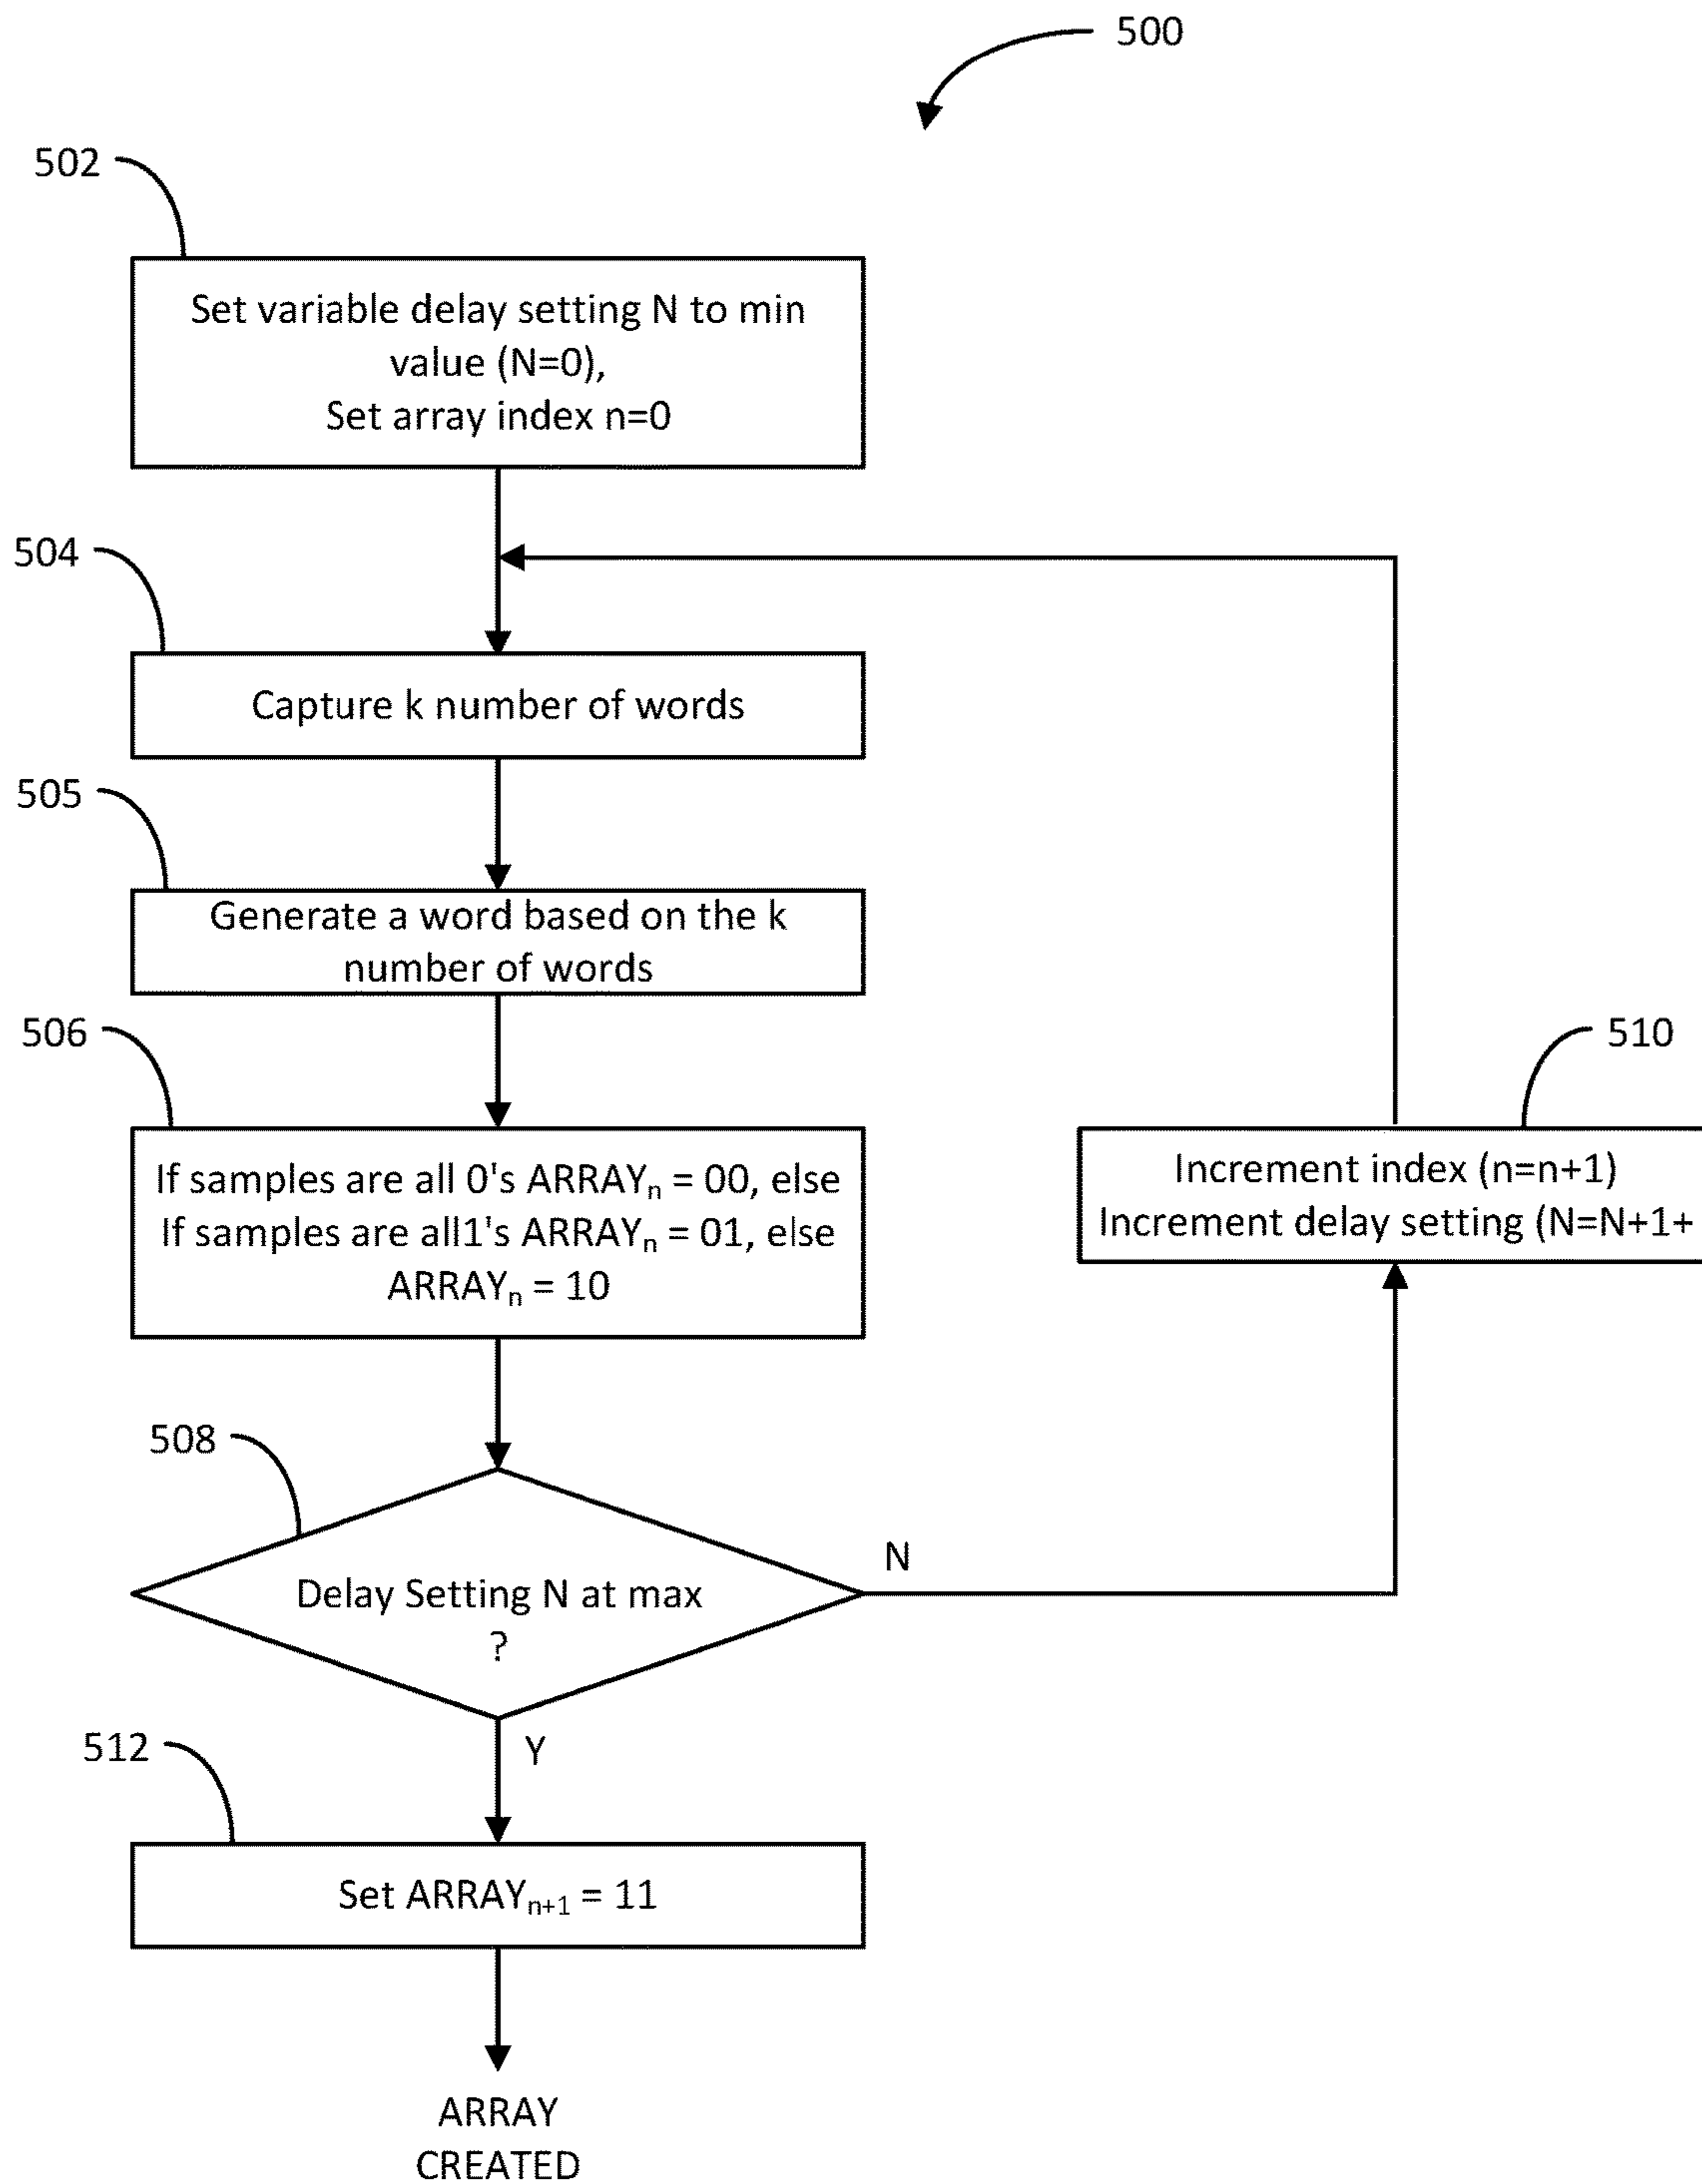 500
502
Set variable delay setting N to min
value (N=0),
Set array index n=0
504
Capture k number of words
505
Generate a word based on the k
number of words
506
If samples are all 0's ARRAYn = 00, else
If samples are all1's ARRAYn = 01, else
ARRAYn = 10
510
Increment index (n=n+1)
Increment delay setting (N=N+1+
508
Delay Setting N at max
?
N
Y
512
Set ARRAYn+1 = 11
ARRAY
CREATED